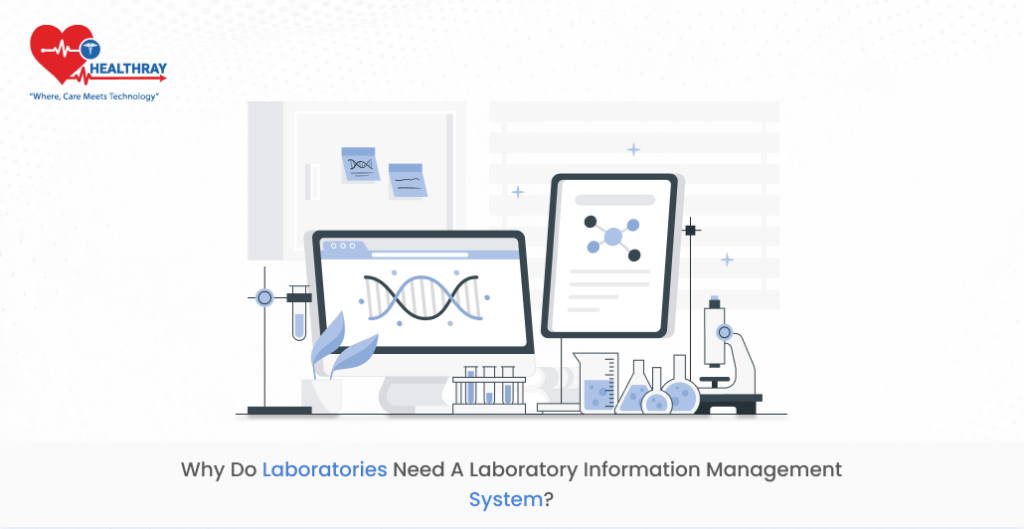 HEALTHRAY
"Where, Care Meets Technology"
Why Do Laboratories Need A Laboratory Information Management
System?